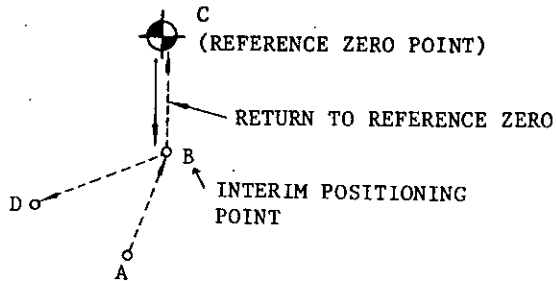 C
(REFERENCE ZERO POINT)
RETURN TO REFERENCE ZERO
B
D
INTERIM POSITIONING
POINT
A